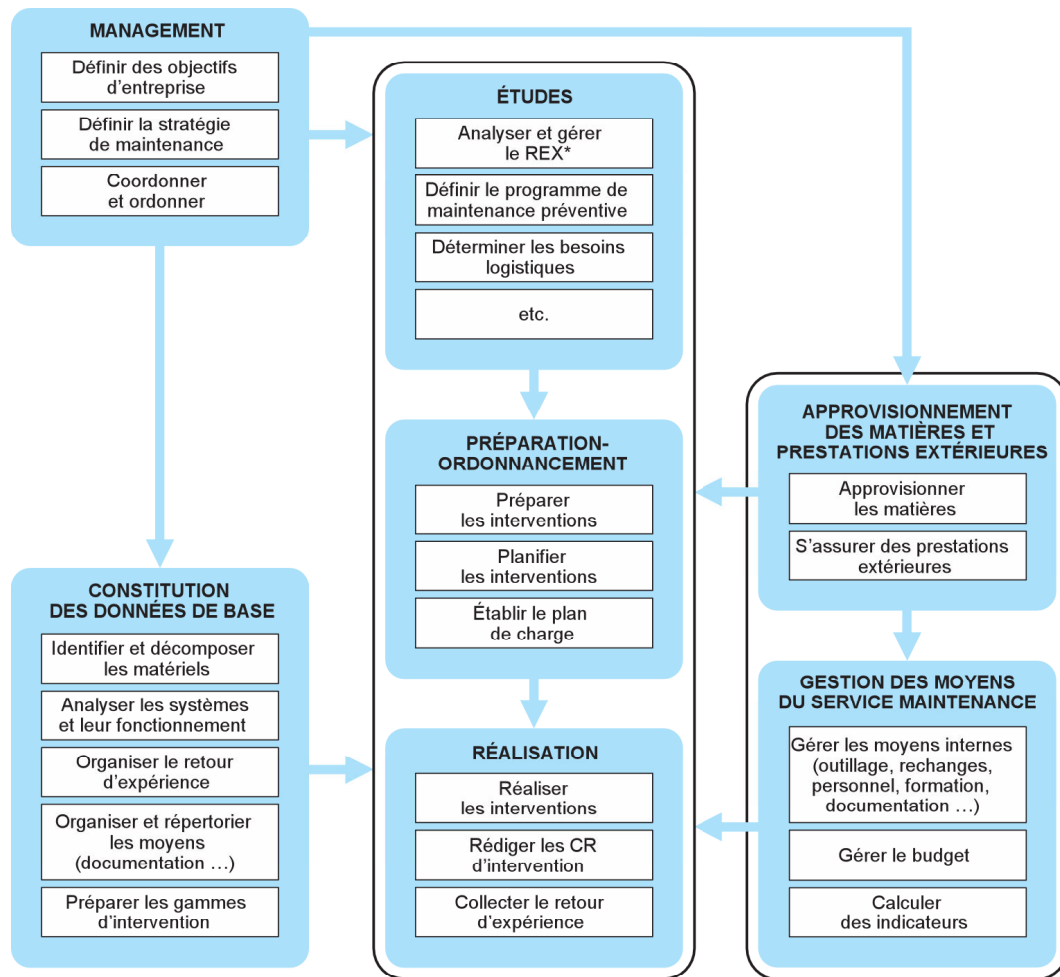 MANAGEMENT
Définir des objectifs
d'entreprise
Définir la stratégie
de maintenance
Coordonner
et ordonner
ÉTUDES
Analyser et gérer
le REX*
Définir le programme de
maintenance préventive
Déterminer les besoins
logistiques
etc.
PRÉPARATION-
ORDONNANCEMENT
Préparer
les interventions
Planifier
les interventions
Établir le plan
de charge
APPROVISIONNEMENT
DES MATIÈRES ET
PRESTATIONS EXTÉRIEURES
Approvisionner
les matières
S'assurer des prestations
extérieures
CONSTITUTION
DES DONNÉES DE BASE
Identifier et décomposer
les matériels
Analyser les systèmes
et leur fonctionnement
Organiser le retour
d'expérience
Organiser et répertorier
les moyens
(documentation ...)
Préparer les gammes
d'intervention
RÉALISATION
Réaliser
les interventions
Rédiger les CR
d'intervention
Collecter le retour
d'expérience
GESTION DES MOYENS
DU SERVICE MAINTENANCE
Gérer les moyens internes
(outillage, rechanges,
personnel, formation,
documentation ...)
Gérer le budget
Calculer
des indicateurs